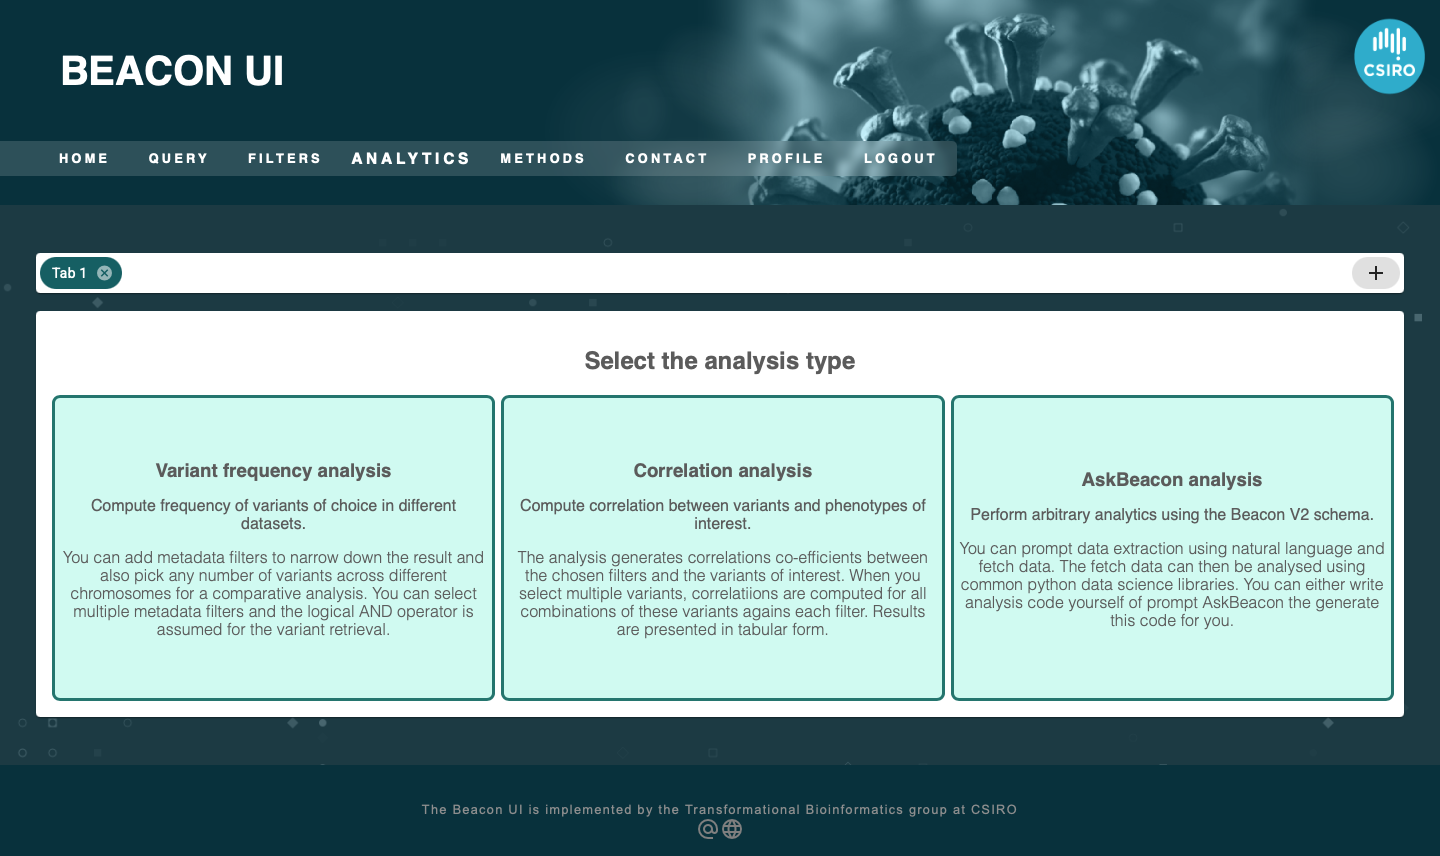 BEACON UI
CSIRO
HOME QUERY FILTERS ANALYTICS METHODS CONTACT PROFILE LOGOUT
Tab 1
Select the analysis type
Variant frequency analysis
Compute frequency of variants of choice in different
datasets.
You can add metadata filters to narrow down the result and
also pick any number of variants across different
chromosomes for a comparative analysis. You can select
multiple metadata filters and the logical AND operator is
assumed for the variant retrieval.
Correlation analysis
Compute correlation between variants and phenotypes of
interest.
The analysis generates correlations co-efficients between
the chosen filters and the variants of interest. When you
select multiple variants, correlatiions are computed for all
combinations of these variants agains each filter. Results
are presented in tabular form.
AskBeacon analysis
Perform arbitrary analytics using the Beacon V2 schema.
You can prompt data extraction using natural language and
fetch data. The fetch data can then be analysed using
common python data science libraries. You can either write
analysis code yourself of prompt AskBeacon the generate
this code for you.
The Beacon UI is implemented by the Transformational Bioinformatics group at CSIRO